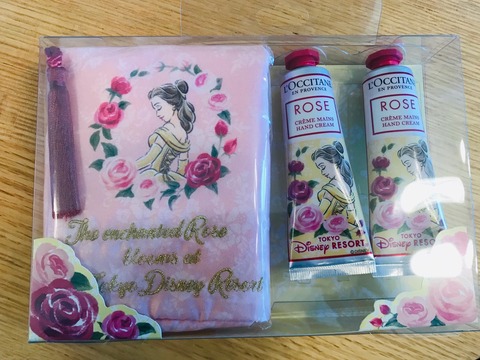 The enchanted Rose
blooms at
Tokyo Disney Resort
L'OCCITANE
EN PROVENCE
ROSE
CRÈME MAINS
HAND CREAM
TOKYO
Disney RESORT
L'OCCITANE
EN PROVENCE
ROSE
CRÈME MAINS
HAND CREAM
TOKYO
Disney RESORT